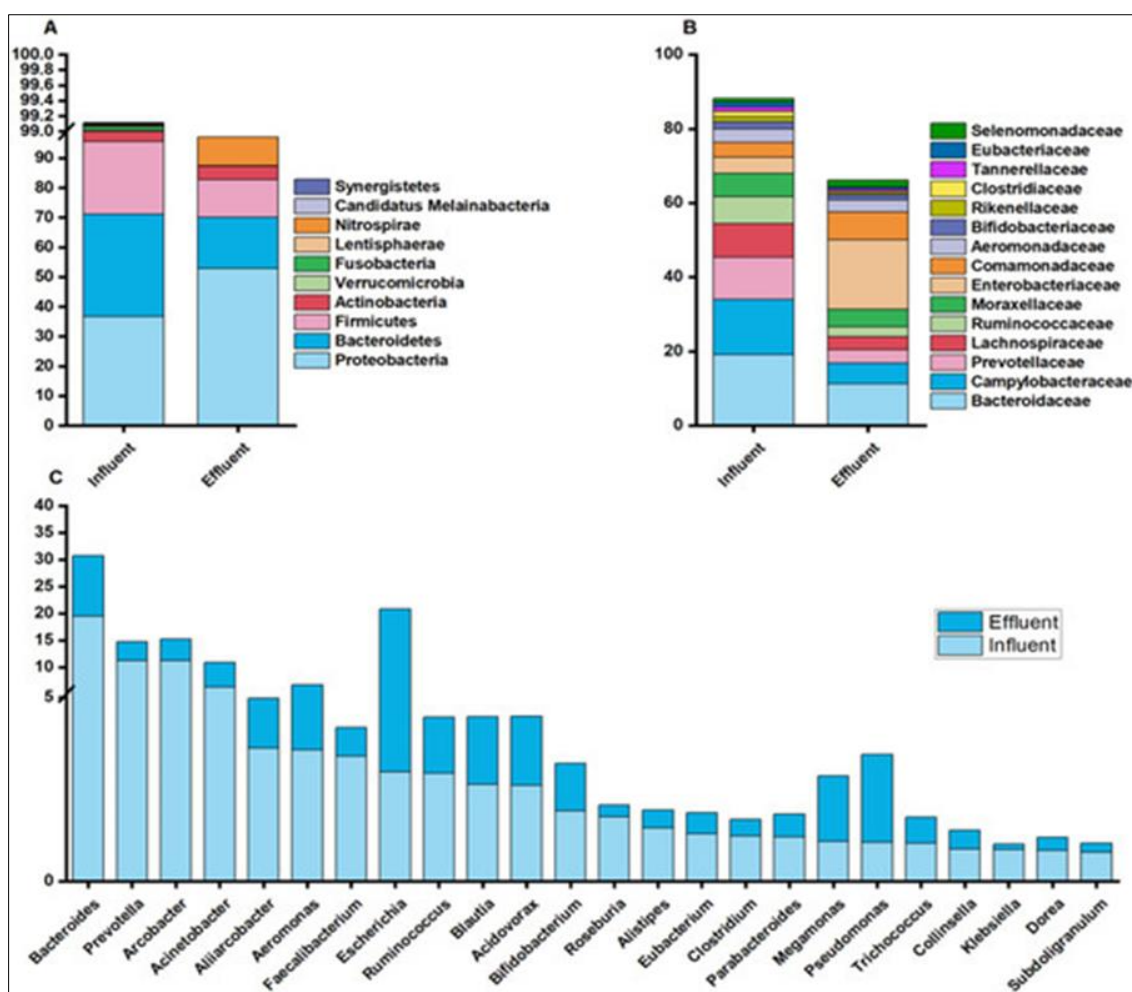 A
100.0
99.8
99.6
99.4
99.2
99.0
90
80
70
60
50
40
30
20
10
0
Influent
Effluent
Synergistetes
Candidatus Melainabacteria
Nitrospirae
Lentisphaerae
Fusobacteria
Verrucomicrobia
Actinobacteria
Firmicutes
Bacteroidetes
Proteobacteria
B
100
80
60
40
20
0
Influent
Effluent
Selenomonadaceae
Eubacteriaceae
Tannerellaceae
Clostridiaceae
Rikenellaceae
Bifidobacteriaceae
Aeromonadaceae
Comamonadaceae
Enterobacteriaceae
Moraxellaceae
Ruminococcaceae
Lachnospiraceae
Prevotellaceae
Campylobacteraceae
Bacteroidaceae
C
40
35
30
25
20
15
10
5
0
Effluent
Influent
Bacteroides
Prevotella
Arcobacter
Acinetobacter
Aliiarcobacter
Aeromonas
Faecalibacterium
Escherichia
Ruminococcus
Blautia
Acidovorax
Bifidobacterium
Roseburia
Alistipes
Eubacterium
Clostridium
Parabacteroides
Megamonas
Pseudomonas
Trichococcus
Collinsella
Klebsiella
Dorea
Subdoligranulum